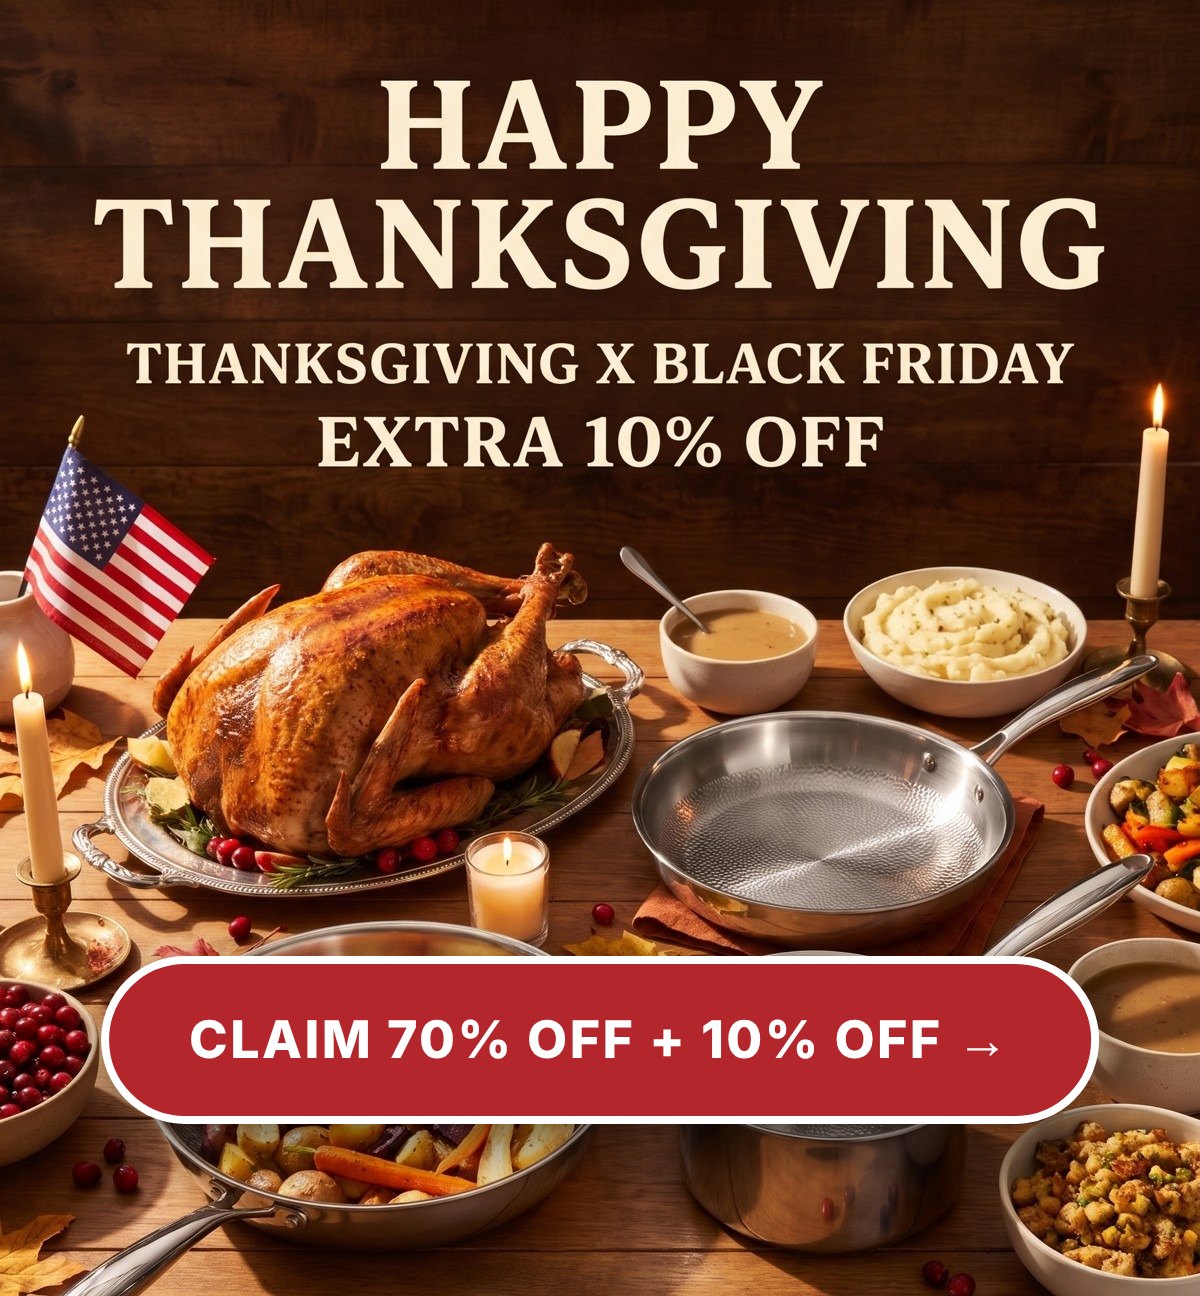 HAPPY
THANKSGIVING
THANKSGIVING X BLACK FRIDAY
EXTRA 10% OFF
CLAIM 70% OFF + 10% OFF →